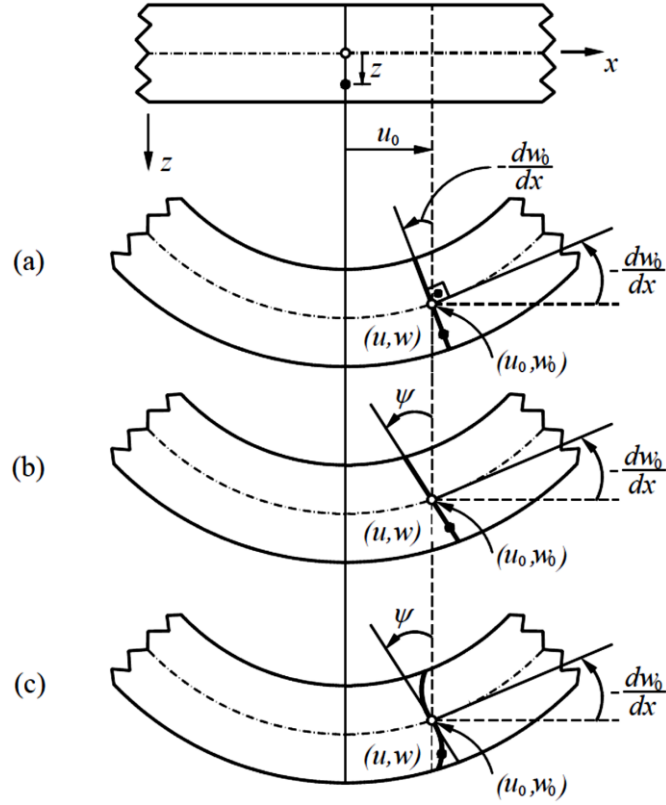 z
x
u₀
z
-dw₀/dx
(a)
-dw₀/dx
(u,w)
(u₀,w₀)
ψ
(b)
-dw₀/dx
(u,w)
(u₀,w₀)
ψ
(c)
-dw₀/dx
(u,w)
(u₀,w₀)